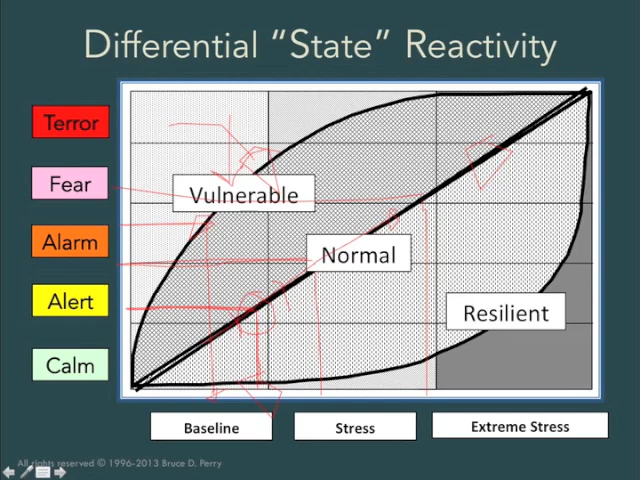 Differential “State” Reactivity
Terror
Fear
Alarm
Alert
Calm
Vulnerable
Normal
Resilient
Baseline
Stress
Extreme Stress
All rights reserved © 1996-2013 Bruce D. Perry